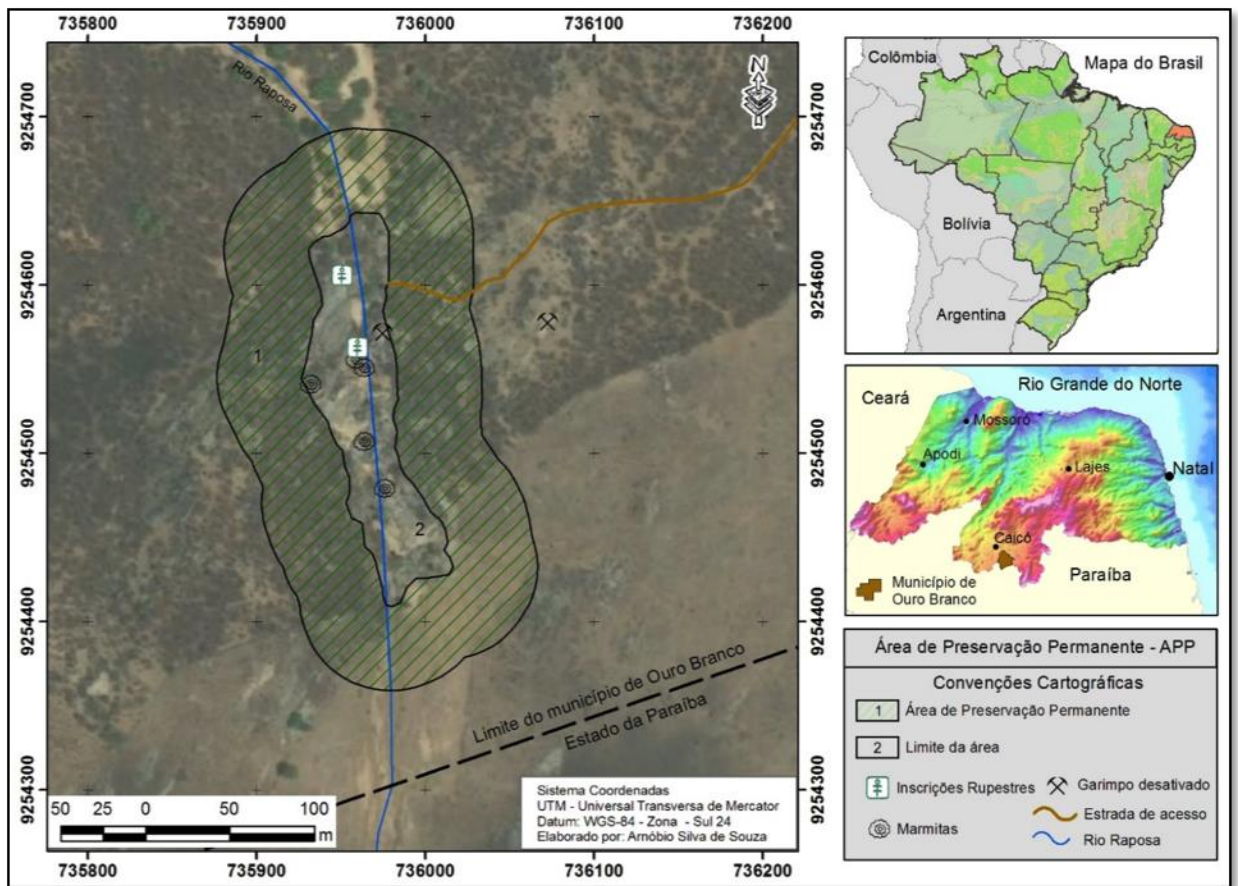 735800 735900 736000 736100 736200
9254700
9254600
9254500
9254400
9254300
9254700
9254600
9254500
9254400
9254300
Rio Raposa
N
1
2
Limite do município de Ouro Branco
Estado da Paraíba
50 25 0 50 100
m
Sistema Coordenadas
UTM - Universal Transversa de Mercator
Datum: WGS-84 - Zona - Sul 24
Elaborado por: Arnóbio Silva de Souza
735800 735900 736000 736100 736200
Colômbia
Mapa do Brasil
Bolívia
Argentina
Ceará
Rio Grande do Norte
Mossoró
Apodi
Lajes
Natal
Caicó
Paraíba
Município de
Ouro Branco
Área de Preservação Permanente - APP
Convenções Cartográficas
1 Área de Preservação Permanente
2 Limite da área
Inscrições Rupestres
Garimpo desativado
Estrada de acesso
Marmitas
Rio Raposa